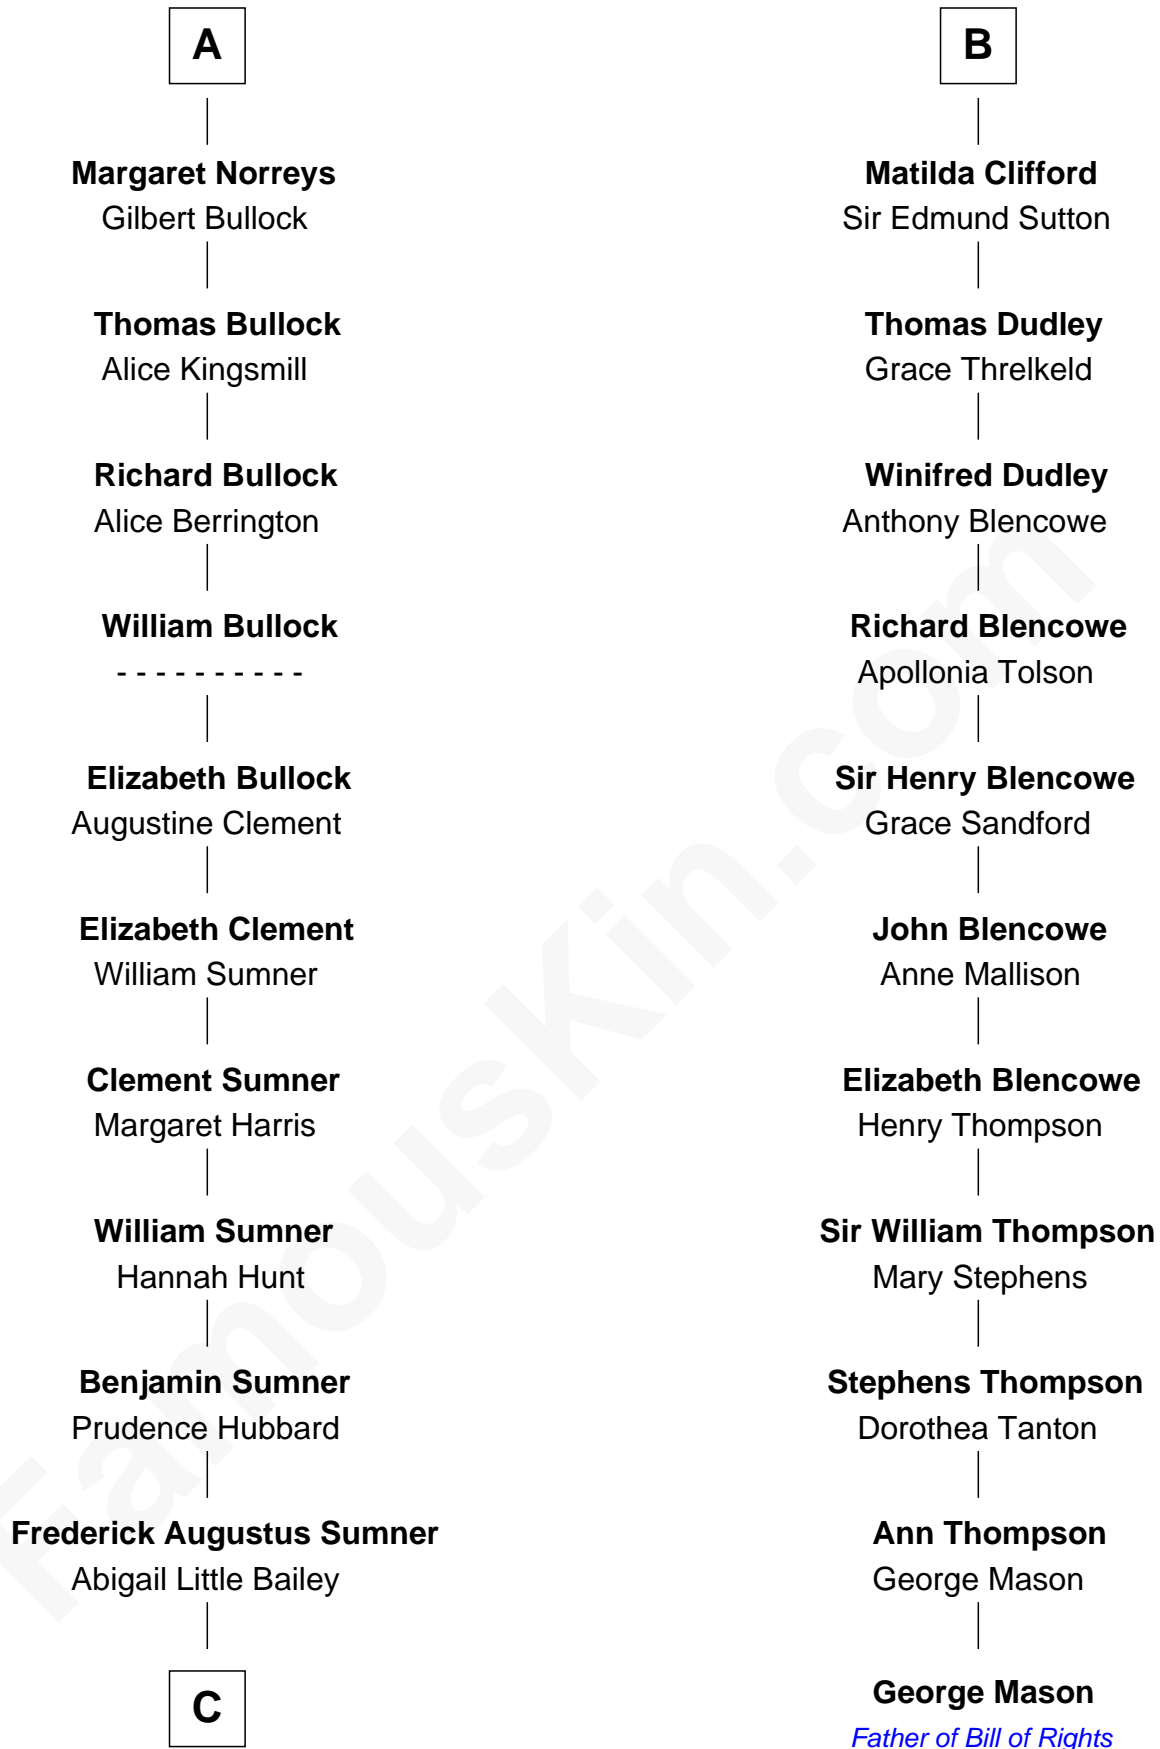 A
Margaret Norreys
Gilbert Bullock
Thomas Bullock
Alice Kingsmill
Richard Bullock
Alice Berrington
William Bullock
- - - - - - - - - -
Elizabeth Bullock
Augustine Clement
Elizabeth Clement
William Sumner
Clement Sumner
Margaret Harris
William Sumner
Hannah Hunt
Benjamin Sumner
Prudence Hubbard
Frederick Augustus Sumner
Abigail Little Bailey
C
B
Matilda Clifford
Sir Edmund Sutton
Thomas Dudley
Grace Threlkeld
Winifred Dudley
Anthony Blencowe
Richard Blencowe
Apollonia Tolson
Sir Henry Blencowe
Grace Sandford
John Blencowe
Anne Mallison
Elizabeth Blencowe
Henry Thompson
Sir William Thompson
Mary Stephens
Stephens Thompson
Dorothea Tanton
Ann Thompson
George Mason
George Mason
Father of Bill of Rights
FamousKin.com